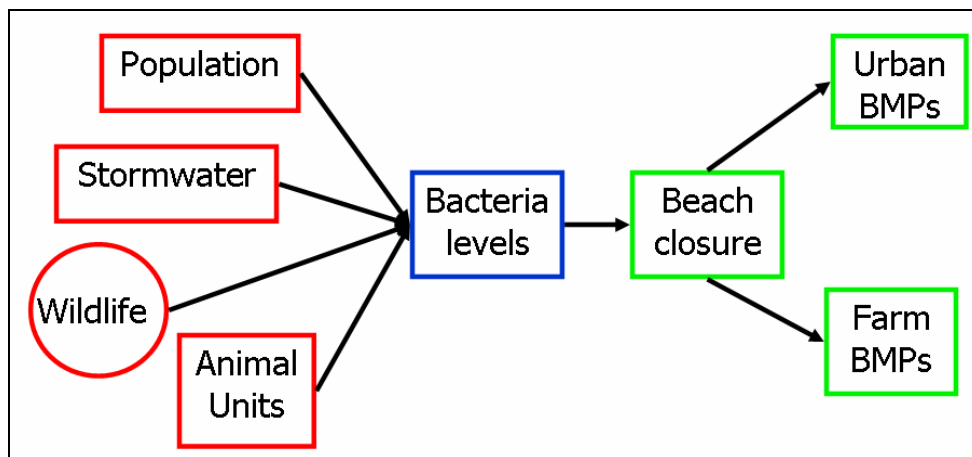 Population
Stormwater
Wildlife
Animal
Units
Bacteria
levels
Beach
closure
Urban
BMPs
Farm
BMPs